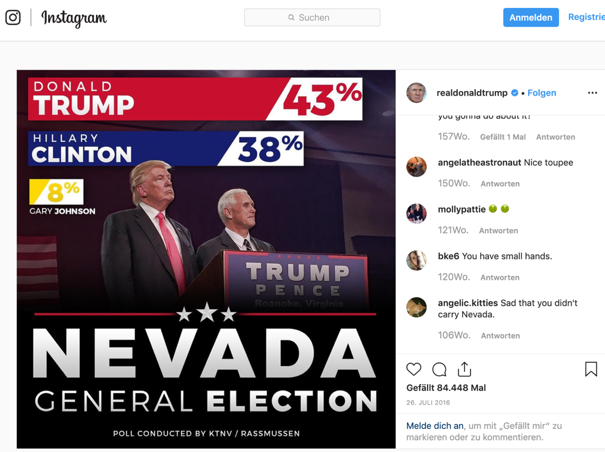 Instagram
Suchen
Anmelden
Registrie
DONALD
TRUMP
43%
HILLARY
CLINTON
38%
8%
GARY JOHNSON
TRUMP
PENCE
Roanoke, Virginia
NEVADA
GENERAL ELECTION
POLL CONDUCTED BY KTNV / RASSMUSSEN
realdonaldtrump • Folgen
you gonna do about it?
157Wo. Gefällt 1 Mal Antworten
angelatheastronaut Nice toupee
150Wo. Antworten
mollypattie 🤢 🤢
121Wo. Antworten
bke6 You have small hands.
120Wo. Antworten
angelic.kitties Sad that you didn't
carry Nevada.
106Wo. Antworten
Gefällt 84.448 Mal
26. JULI 2016
Melde dich an, um mit „Gefällt mir“ zu
markieren oder zu kommentieren.